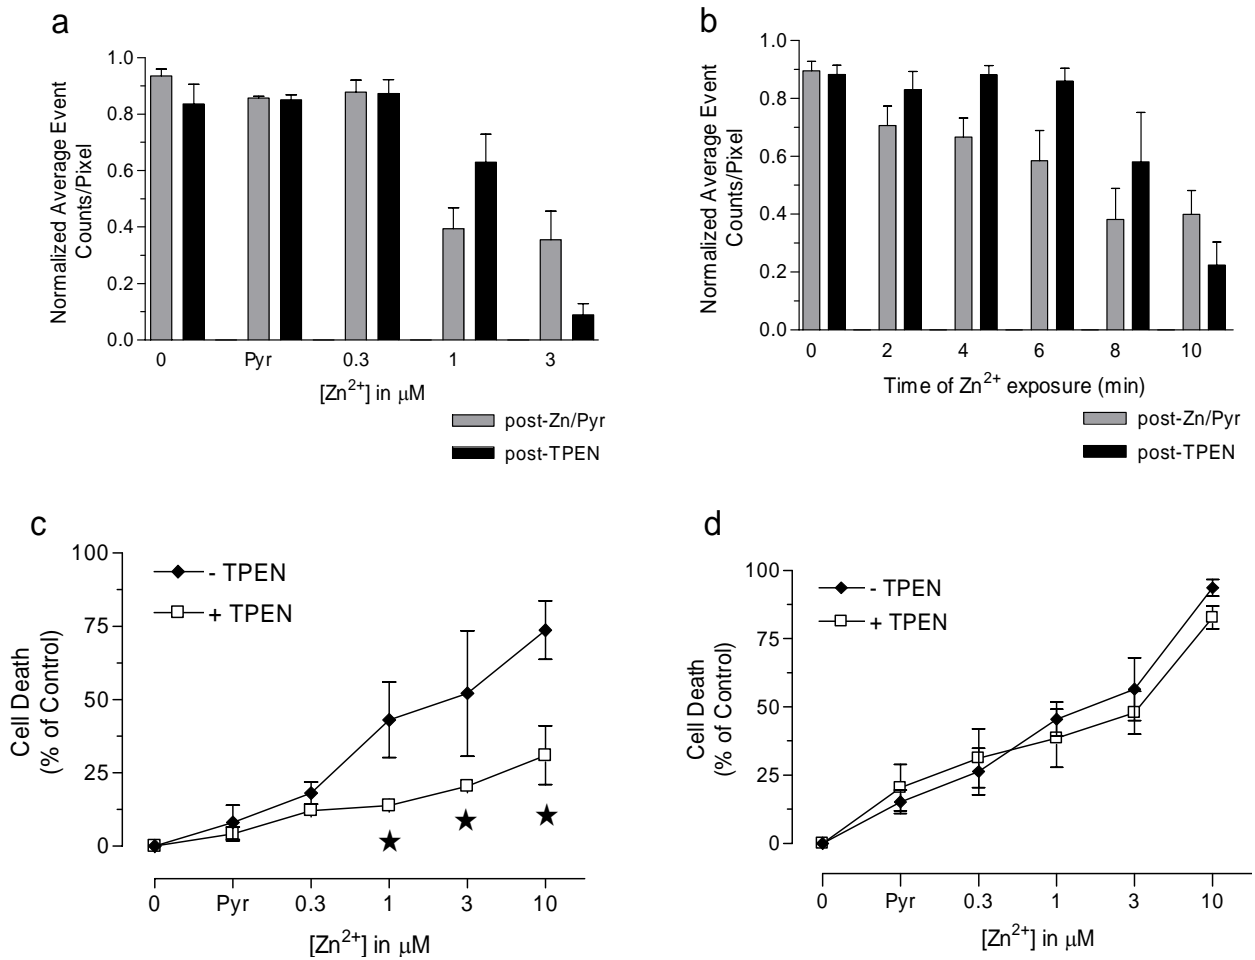 a
Normalized Average Event
Counts/Pixel
1.0
0.8
0.6
0.4
0.2
0.0
0 Pyr 0.3 1 3
[Zn2+] in μM
post-Zn/Pyr
post-TPEN
b
Normalized Average Event
Counts/Pixel
1.0
0.8
0.6
0.4
0.2
0.0
0 2 4 6 8 10
Time of Zn2+ exposure (min)
post-Zn/Pyr
post-TPEN
c
Cell Death
(% of Control)
100
75
50
25
0
- TPEN
+ TPEN
0 Pyr 0.3 1 3 10
[Zn2+] in μM
d
Cell Death
(% of Control)
100
75
50
25
0
- TPEN
+ TPEN
0 Pyr 0.3 1 3 10
[Zn2+] in μM